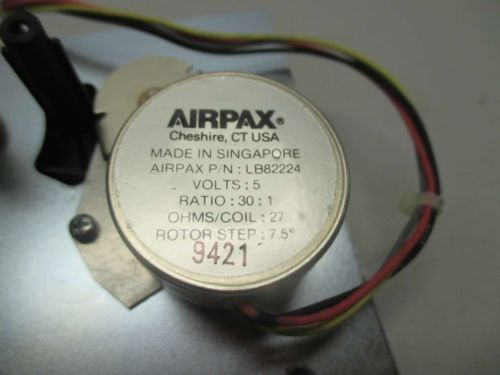 AIRPAX®
Cheshire, CT USA
MADE IN SINGAPORE
AIRPAX P/N : LB82224
VOLTS : 5
RATIO : 30 : 1
OHMS/COIL : 27
ROTOR STEP : 7.5°
9421